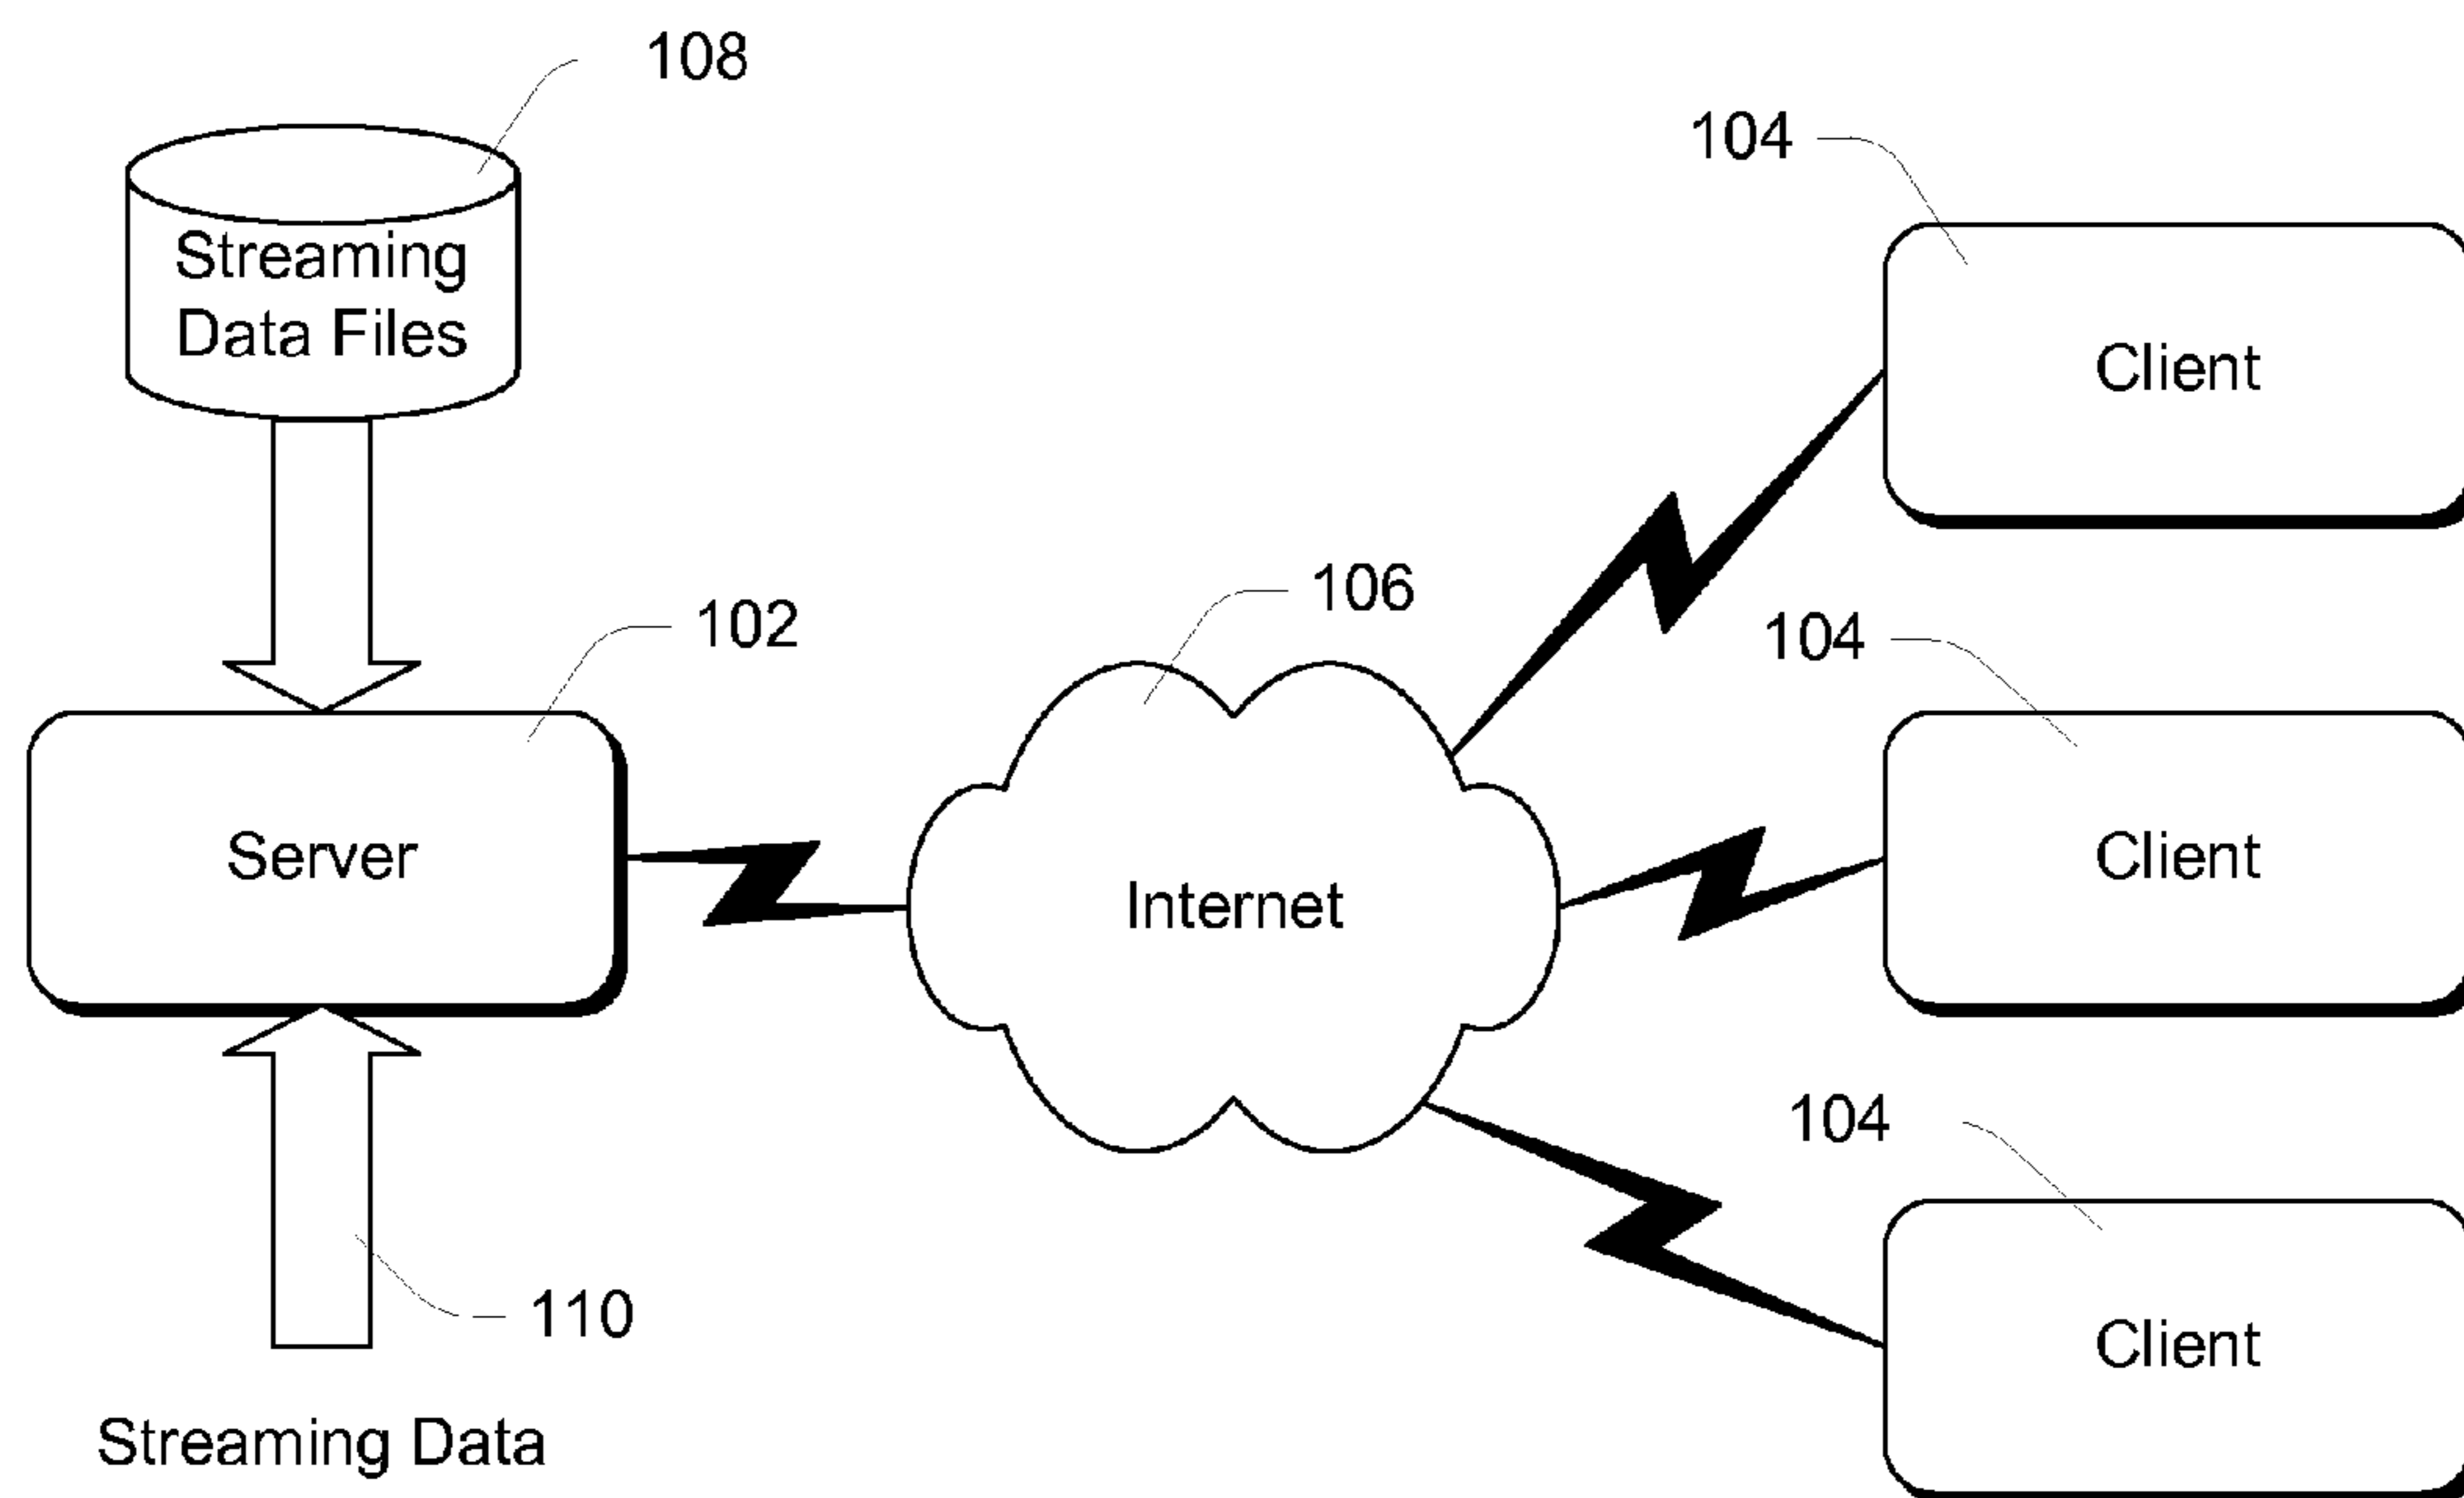 108
Streaming
Data Files
104
Client
102
106
104
Server
Internet
Client
104
110
Client
Streaming Data